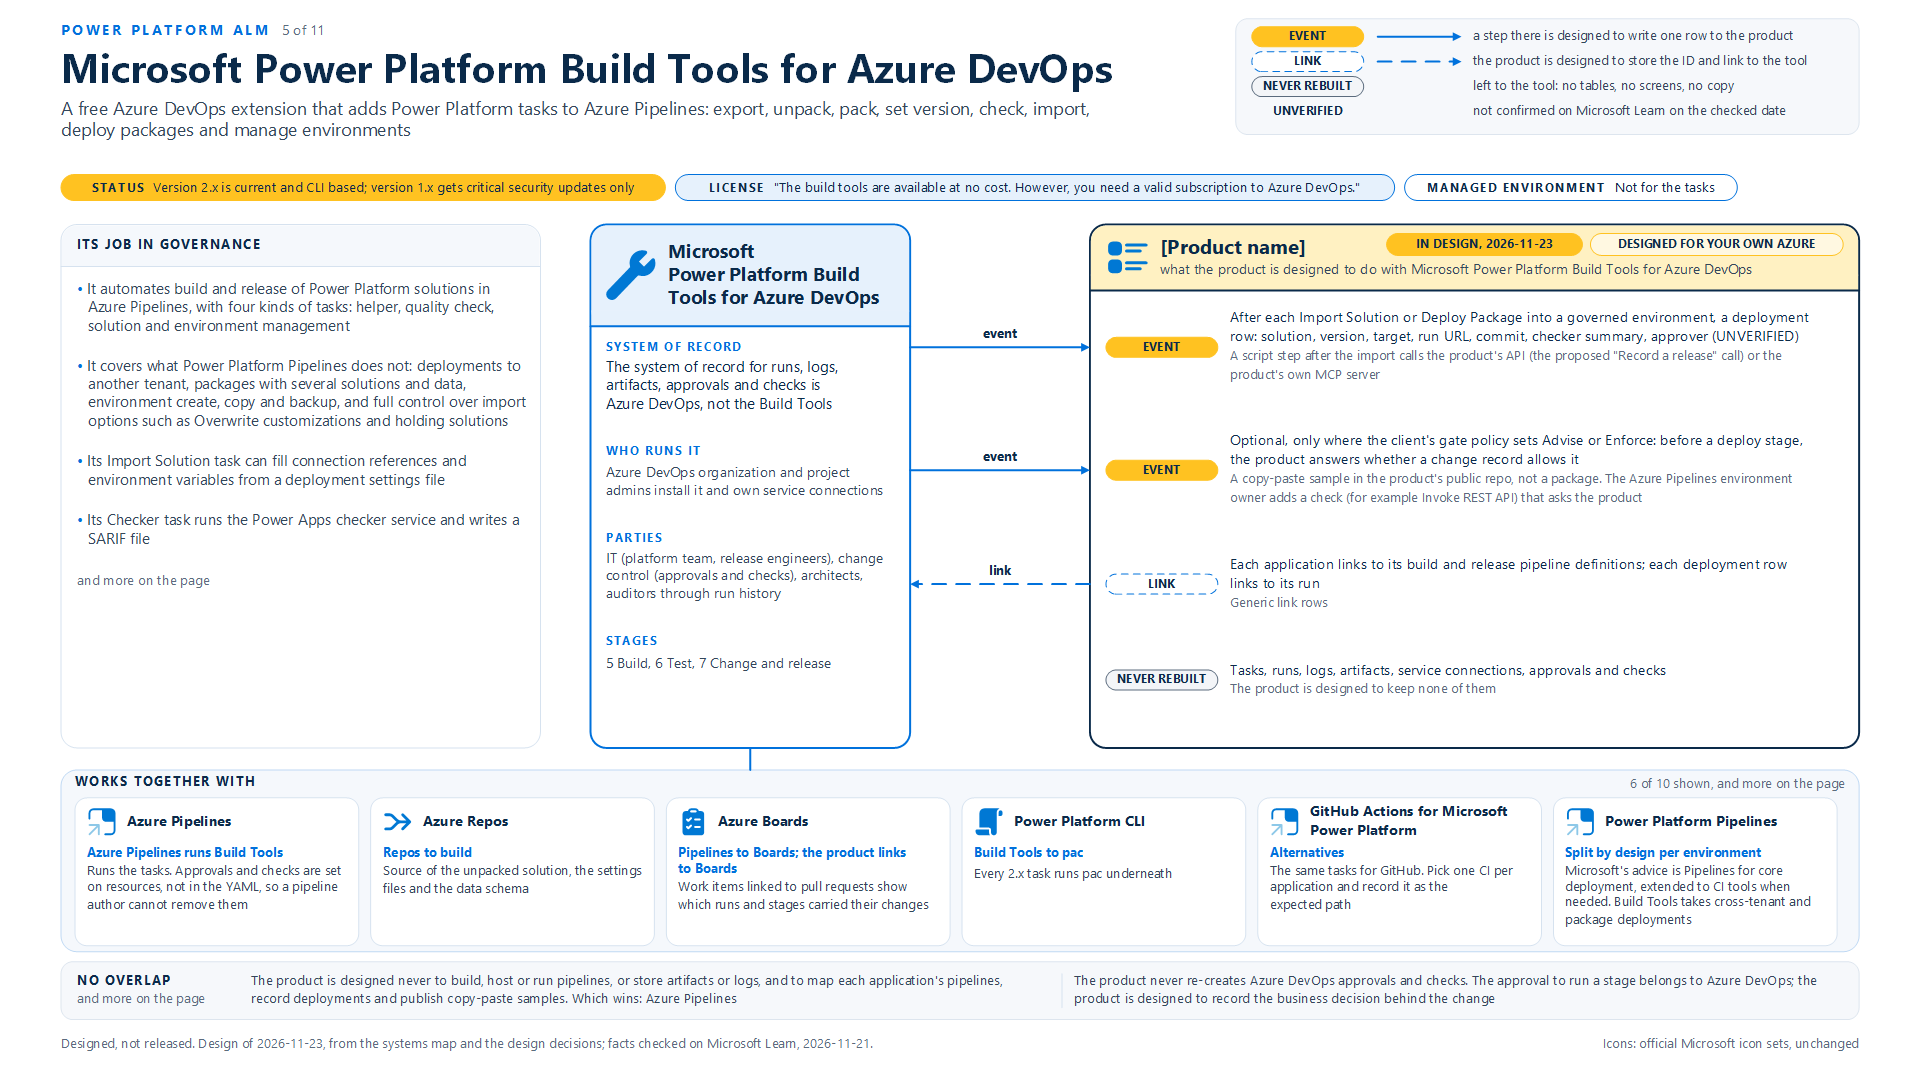 POWER PLATFORM ALM 5 of 11
Microsoft Power Platform Build Tools for Azure DevOps
A free Azure DevOps extension that adds Power Platform tasks to Azure Pipelines: export, unpack, pack, set version, check, import,
deploy packages and manage environments
EVENT a step there is designed to write one row to the product
LINK the product is designed to store the ID and link to the tool
NEVER REBUILT left to the tool: no tables, no screens, no copy
UNVERIFIED not confirmed on Microsoft Learn on the checked date
STATUS Version 2.x is current and CLI based; version 1.x gets critical security updates only
LICENSE "The build tools are available at no cost. However, you need a valid subscription to Azure DevOps."
MANAGED ENVIRONMENT Not for the tasks
ITS JOB IN GOVERNANCE
• It automates build and release of Power Platform solutions in
Azure Pipelines, with four kinds of tasks: helper, quality check,
solution and environment management
• It covers what Power Platform Pipelines does not: deployments to
another tenant, packages with several solutions and data,
environment create, copy and backup, and full control over import
options such as Overwrite customizations and holding solutions
• Its Import Solution task can fill connection references and
environment variables from a deployment settings file
• Its Checker task runs the Power Apps checker service and writes a
SARIF file
and more on the page
Microsoft
Power Platform Build
Tools for Azure DevOps
SYSTEM OF RECORD
The system of record for runs, logs,
artifacts, approvals and checks is
Azure DevOps, not the Build Tools
WHO RUNS IT
Azure DevOps organization and project
admins install it and own service connections
PARTIES
IT (platform team, release engineers), change
control (approvals and checks), architects,
auditors through run history
STAGES
5 Build, 6 Test, 7 Change and release
event
event
link
[Product name]
IN DESIGN, 2026-11-23
DESIGNED FOR YOUR OWN AZURE
what the product is designed to do with Microsoft Power Platform Build Tools for Azure DevOps
EVENT
After each Import Solution or Deploy Package into a governed environment, a deployment
row: solution, version, target, run URL, commit, checker summary, approver (UNVERIFIED)
A script step after the import calls the product's API (the proposed "Record a release" call) or the
product's own MCP server
EVENT
Optional, only where the client's gate policy sets Advise or Enforce: before a deploy stage,
the product answers whether a change record allows it
A copy-paste sample in the product's public repo, not a package. The Azure Pipelines environment
owner adds a check (for example Invoke REST API) that asks the product
LINK
Each application links to its build and release pipeline definitions; each deployment row
links to its run
Generic link rows
NEVER REBUILT
Tasks, runs, logs, artifacts, service connections, approvals and checks
The product is designed to keep none of them
WORKS TOGETHER WITH
6 of 10 shown, and more on the page
Azure Pipelines
Azure Pipelines runs Build Tools
Runs the tasks. Approvals and checks are set
on resources, not in the YAML, so a pipeline
author cannot remove them
Azure Repos
Repos to build
Source of the unpacked solution, the settings
files and the data schema
Azure Boards
Pipelines to Boards; the product links
to Boards
Work items linked to pull requests show
which runs and stages carried their changes
Power Platform CLI
Build Tools to pac
Every 2.x task runs pac underneath
GitHub Actions for Microsoft
Power Platform
Alternatives
The same tasks for GitHub. Pick one CI per
application and record it as the
expected path
Power Platform Pipelines
Split by design per environment
Microsoft's advice is Pipelines for core
deployment, extended to CI tools when
needed. Build Tools takes cross-tenant and
package deployments
NO OVERLAP
and more on the page
The product is designed never to build, host or run pipelines, or store artifacts or logs, and to map each application's pipelines,
record deployments and publish copy-paste samples. Which wins: Azure Pipelines
The product never re-creates Azure DevOps approvals and checks. The approval to run a stage belongs to Azure DevOps; the
product is designed to record the business decision behind the change
Designed, not released. Design of 2026-11-23, from the systems map and the design decisions; facts checked on Microsoft Learn, 2026-11-21.
Icons: official Microsoft icon sets, unchanged